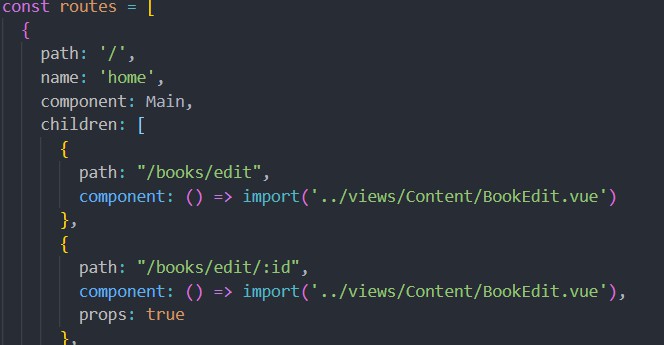 const routes = [
  {
    path: '/',
    name: 'home',
    component: Main,
    children: [
      {
        path: "/books/edit",
        component: () => import('../views/Content/BookEdit.vue')
      },
      {
        path: "/books/edit/:id",
        component: () => import('../views/Content/BookEdit.vue'),
        props: true
      },